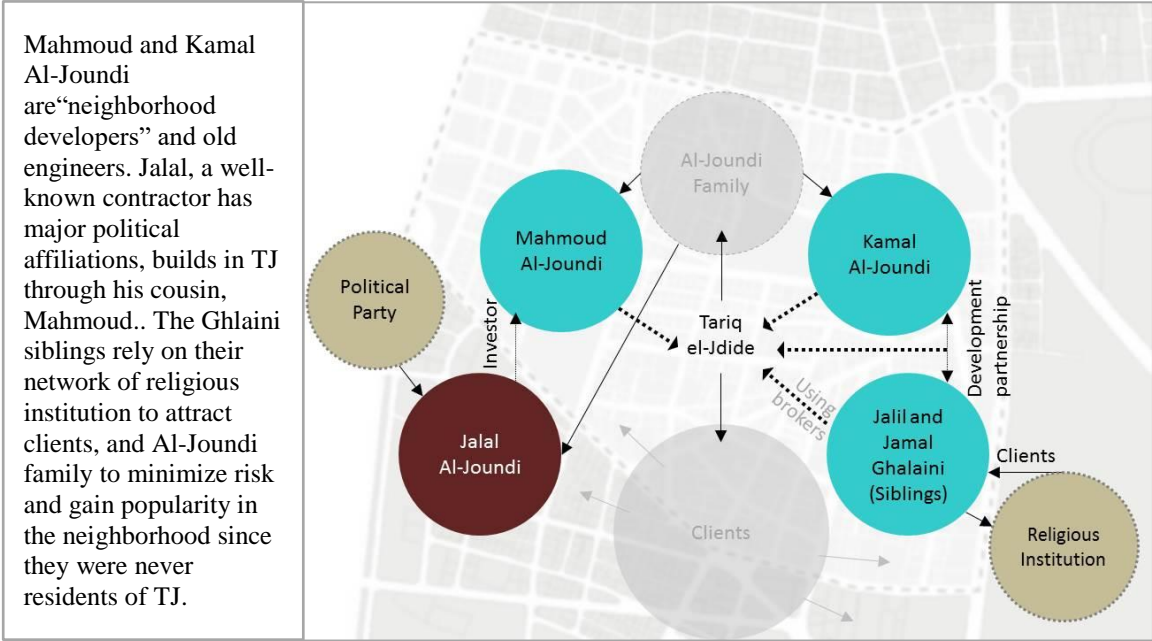 Mahmoud and Kamal
Al-Joundi
are“neighborhood
developers” and old
engineers. Jalal, a well-
known contractor has
major political
affiliations, builds in TJ
through his cousin,
Mahmoud.. The Ghlaini
siblings rely on their
network of religious
institution to attract
clients, and Al-Joundi
family to minimize risk
and gain popularity in
the neighborhood since
they were never
residents of TJ.
Al-Joundi
Family
Mahmoud
Al-Joundi
Kamal
Al-Joundi
Political
Party
Investor
Tariq
el-Jdide
Development
partnership
Using
brokers
Jalal
Al-Joundi
Jalil and
Jamal
Ghalaini
(Siblings)
Clients
Clients
Religious
Institution